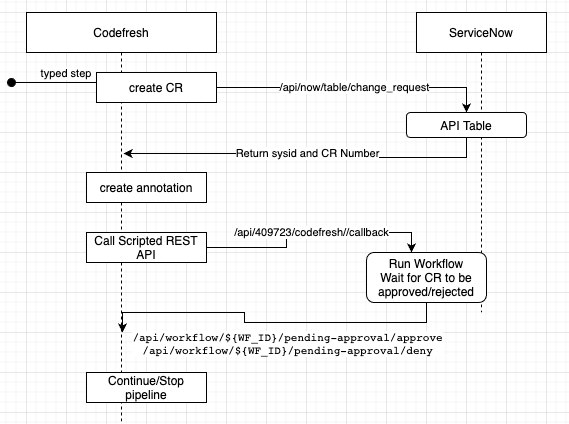 Codefresh
ServiceNow
typed step
create CR
/api/now/table/change_request
API Table
Return sysid and CR Number
create annotation
/api/409723/codefresh//callback
Call Scripted REST
API
Run Workflow
Wait for CR to be
approved/rejected
/api/workflow/${WF_ID}/pending-approval/approve
/api/workflow/${WF_ID}/pending-approval/deny
Continue/Stop
pipeline